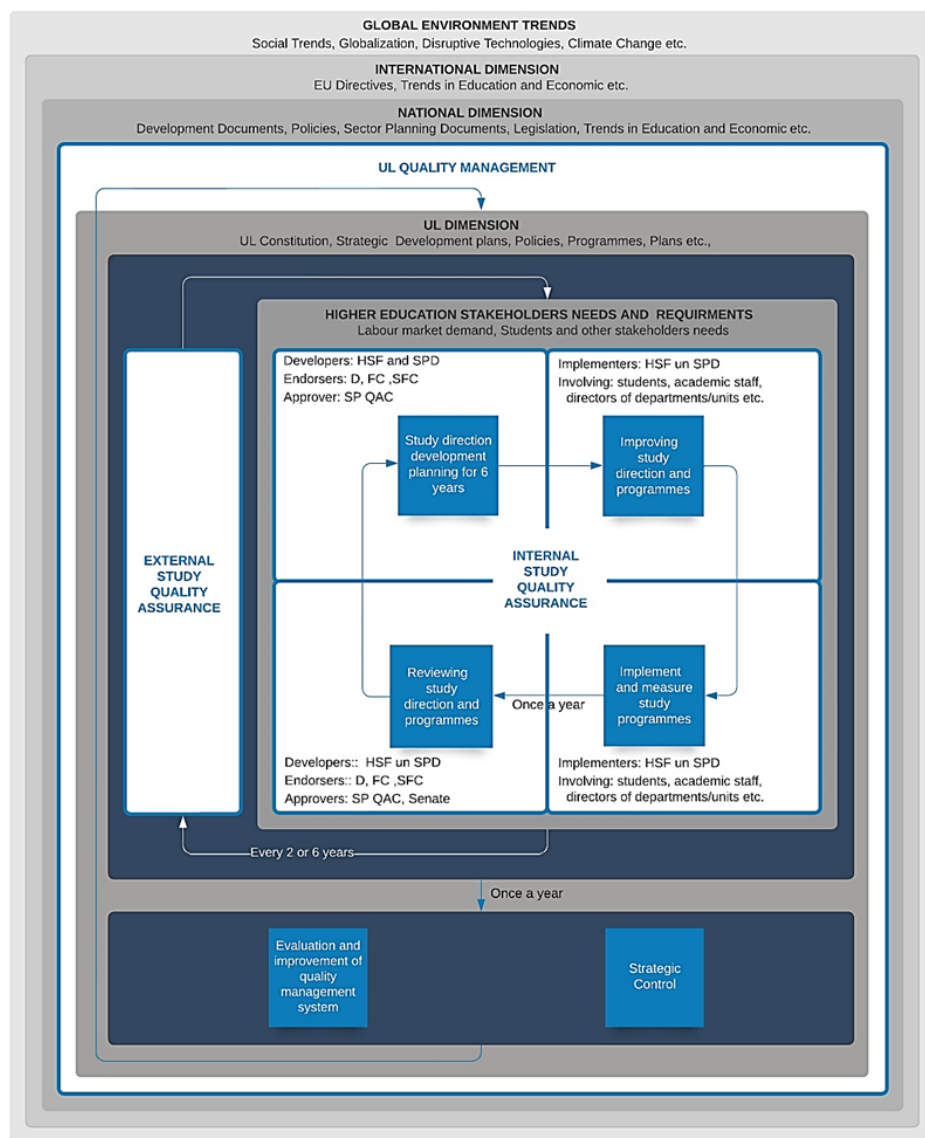 GLOBAL ENVIRONMENT TRENDS
Social Trends, Globalization, Disruptive Technologies, Climate Change etc.
INTERNATIONAL DIMENSION
EU Directives, Trends in Education and Economic etc.
NATIONAL DIMENSION
Development Documents, Policies, Sector Planning Documents, Legislation, Trends in Education and Economic etc.
UL QUALITY MANAGEMENT
UL DIMENSION
UL Constitution, Strategic Development plans, Policies, Programmes, Plans etc.,
HIGHER EDUCATION STAKEHOLDERS NEEDS AND REQUIRMENTS
Labour market demand, Students and other stakeholders needs
Developers: HSF and SPD
Endorsers: D, FC ,SFC
Approver: SP QAC
Implementers: HSF un SPD
Involving: students, academic staff,
directors of departments/units etc.
Study direction
development
planning for 6
years
Improving
study
direction and
programmes
EXTERNAL
STUDY
QUALITY
ASSURANCE
INTERNAL
STUDY
QUALITY
ASSURANCE
Reviewing
study
direction and
programmes
Once a year
Implement
and measure
study
programmes
Developers:: HSF un SPD
Endorsers:: D, FC ,SFC
Approvers: SP QAC, Senate
Implementers: HSF un SPD
Involving: students, academic staff,
directors of departments/units etc.
Every 2 or 6 years
Once a year
Evaluation and
improvement of
quality
management
system
Strategic
Control